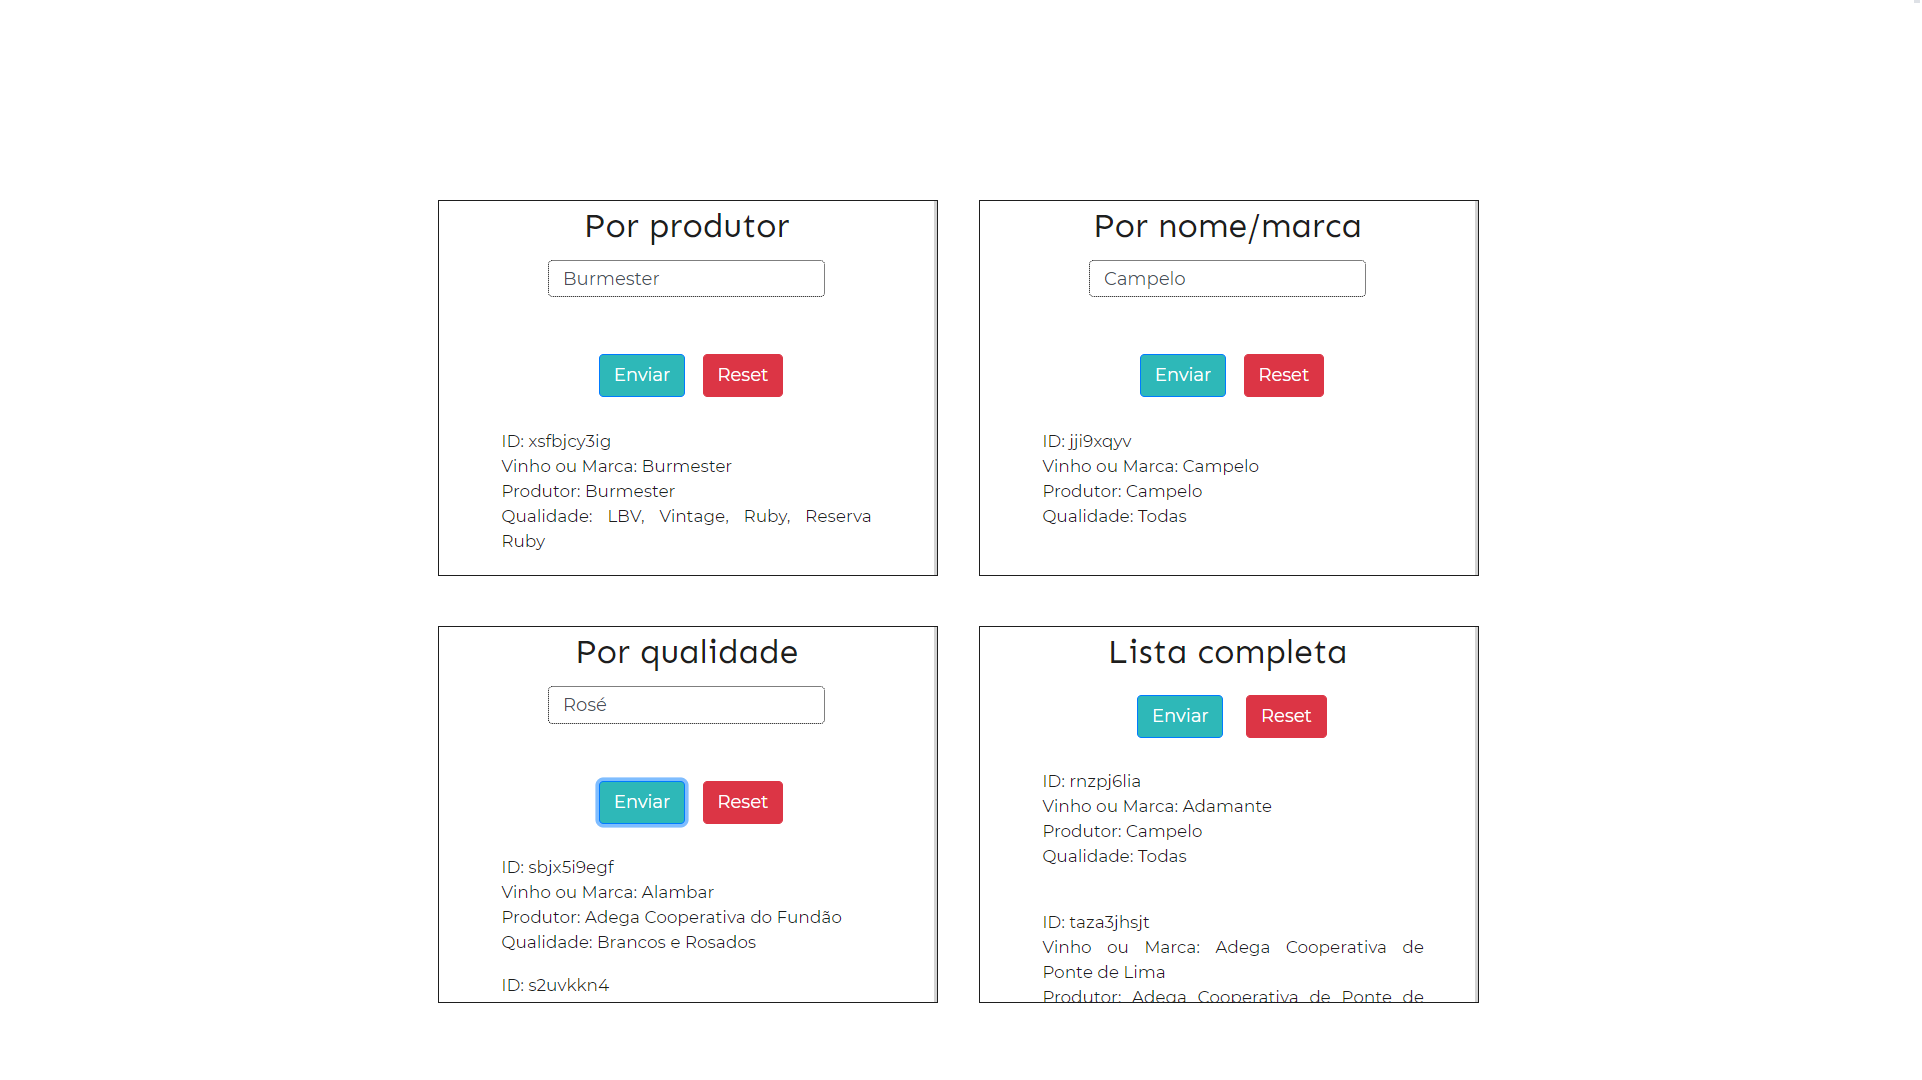 Por produtor
Burmester
Enviar Reset
ID: xsfbjcy3ig
Vinho ou Marca: Burmester
Produtor: Burmester
Qualidade: LBV, Vintage, Ruby, Reserva
Ruby
Por nome/marca
Campelo
Enviar Reset
ID: jji9xqyv
Vinho ou Marca: Campelo
Produtor: Campelo
Qualidade: Todas
Por qualidade
Rosé
Enviar Reset
ID: sbjx5i9egf
Vinho ou Marca: Alambar
Produtor: Adega Cooperativa do Fundão
Qualidade: Brancos e Rosados
ID: s2uvkkn4
Lista completa
Enviar Reset
ID: rnzpj6lia
Vinho ou Marca: Adamante
Produtor: Campelo
Qualidade: Todas
ID: taza3jhsjt
Vinho ou Marca: Adega Cooperativa de
Ponte de Lima
Produtor: Adega Cooperativa de Ponte de